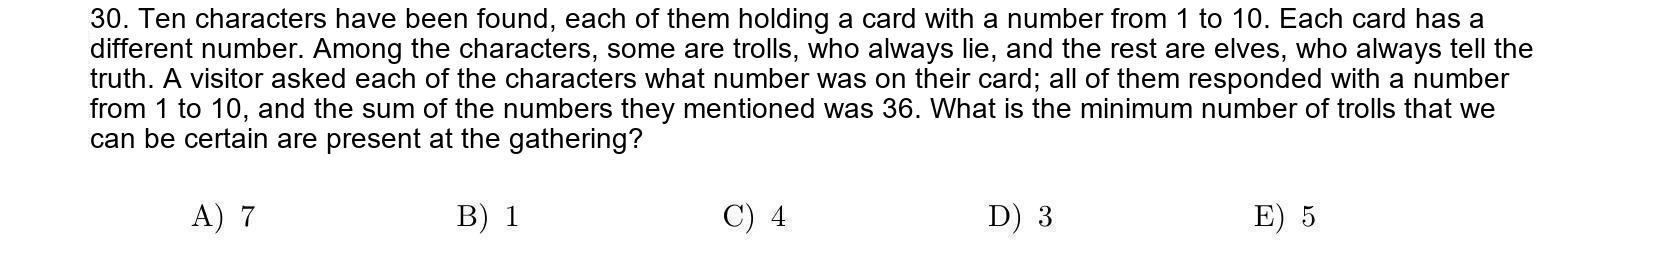 30. Ten characters have been found, each of them holding a card with a number from 1 to 10. Each card has a
different number. Among the characters, some are trolls, who always lie, and the rest are elves, who always tell the
truth. A visitor asked each of the characters what number was on their card; all of them responded with a number
from 1 to 10, and the sum of the numbers they mentioned was 36. What is the minimum number of trolls that we
can be certain are present at the gathering?
A) 7 B) 1 C) 4 D) 3 E) 5